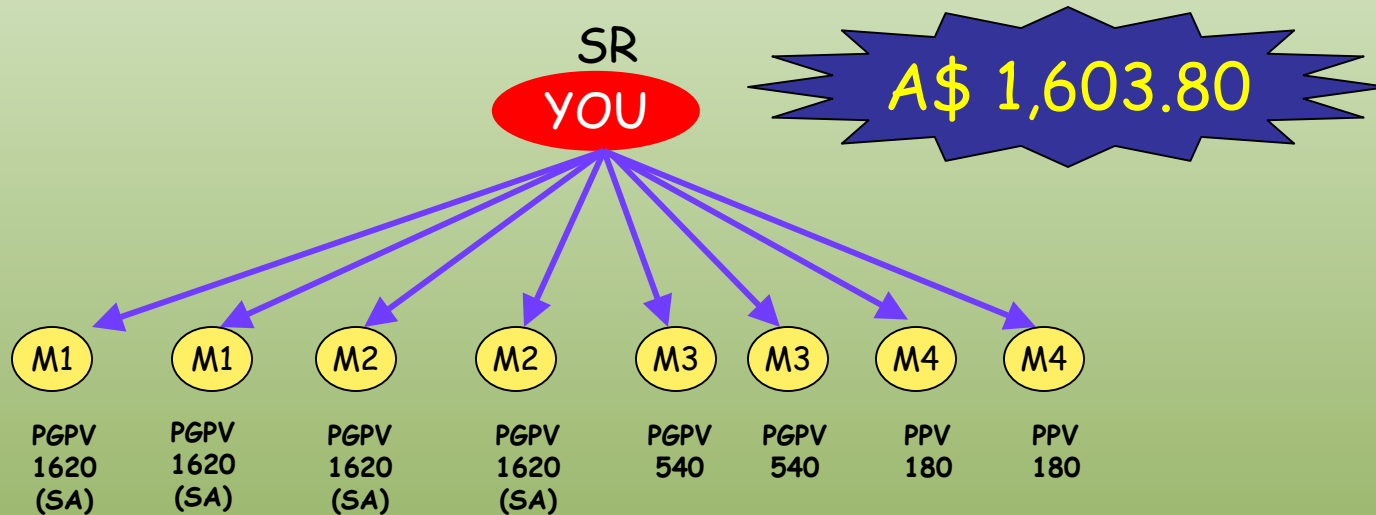 SR
YOU
A$ 1,603.80
M1
M1
M2
M2
M3
M3
M4
M4
PGPV
1620
(SA)
PGPV
1620
(SA)
PGPV
1620
(SA)
PGPV
1620
(SA)
PGPV
540
PGPV
540
PPV
180
PPV
180